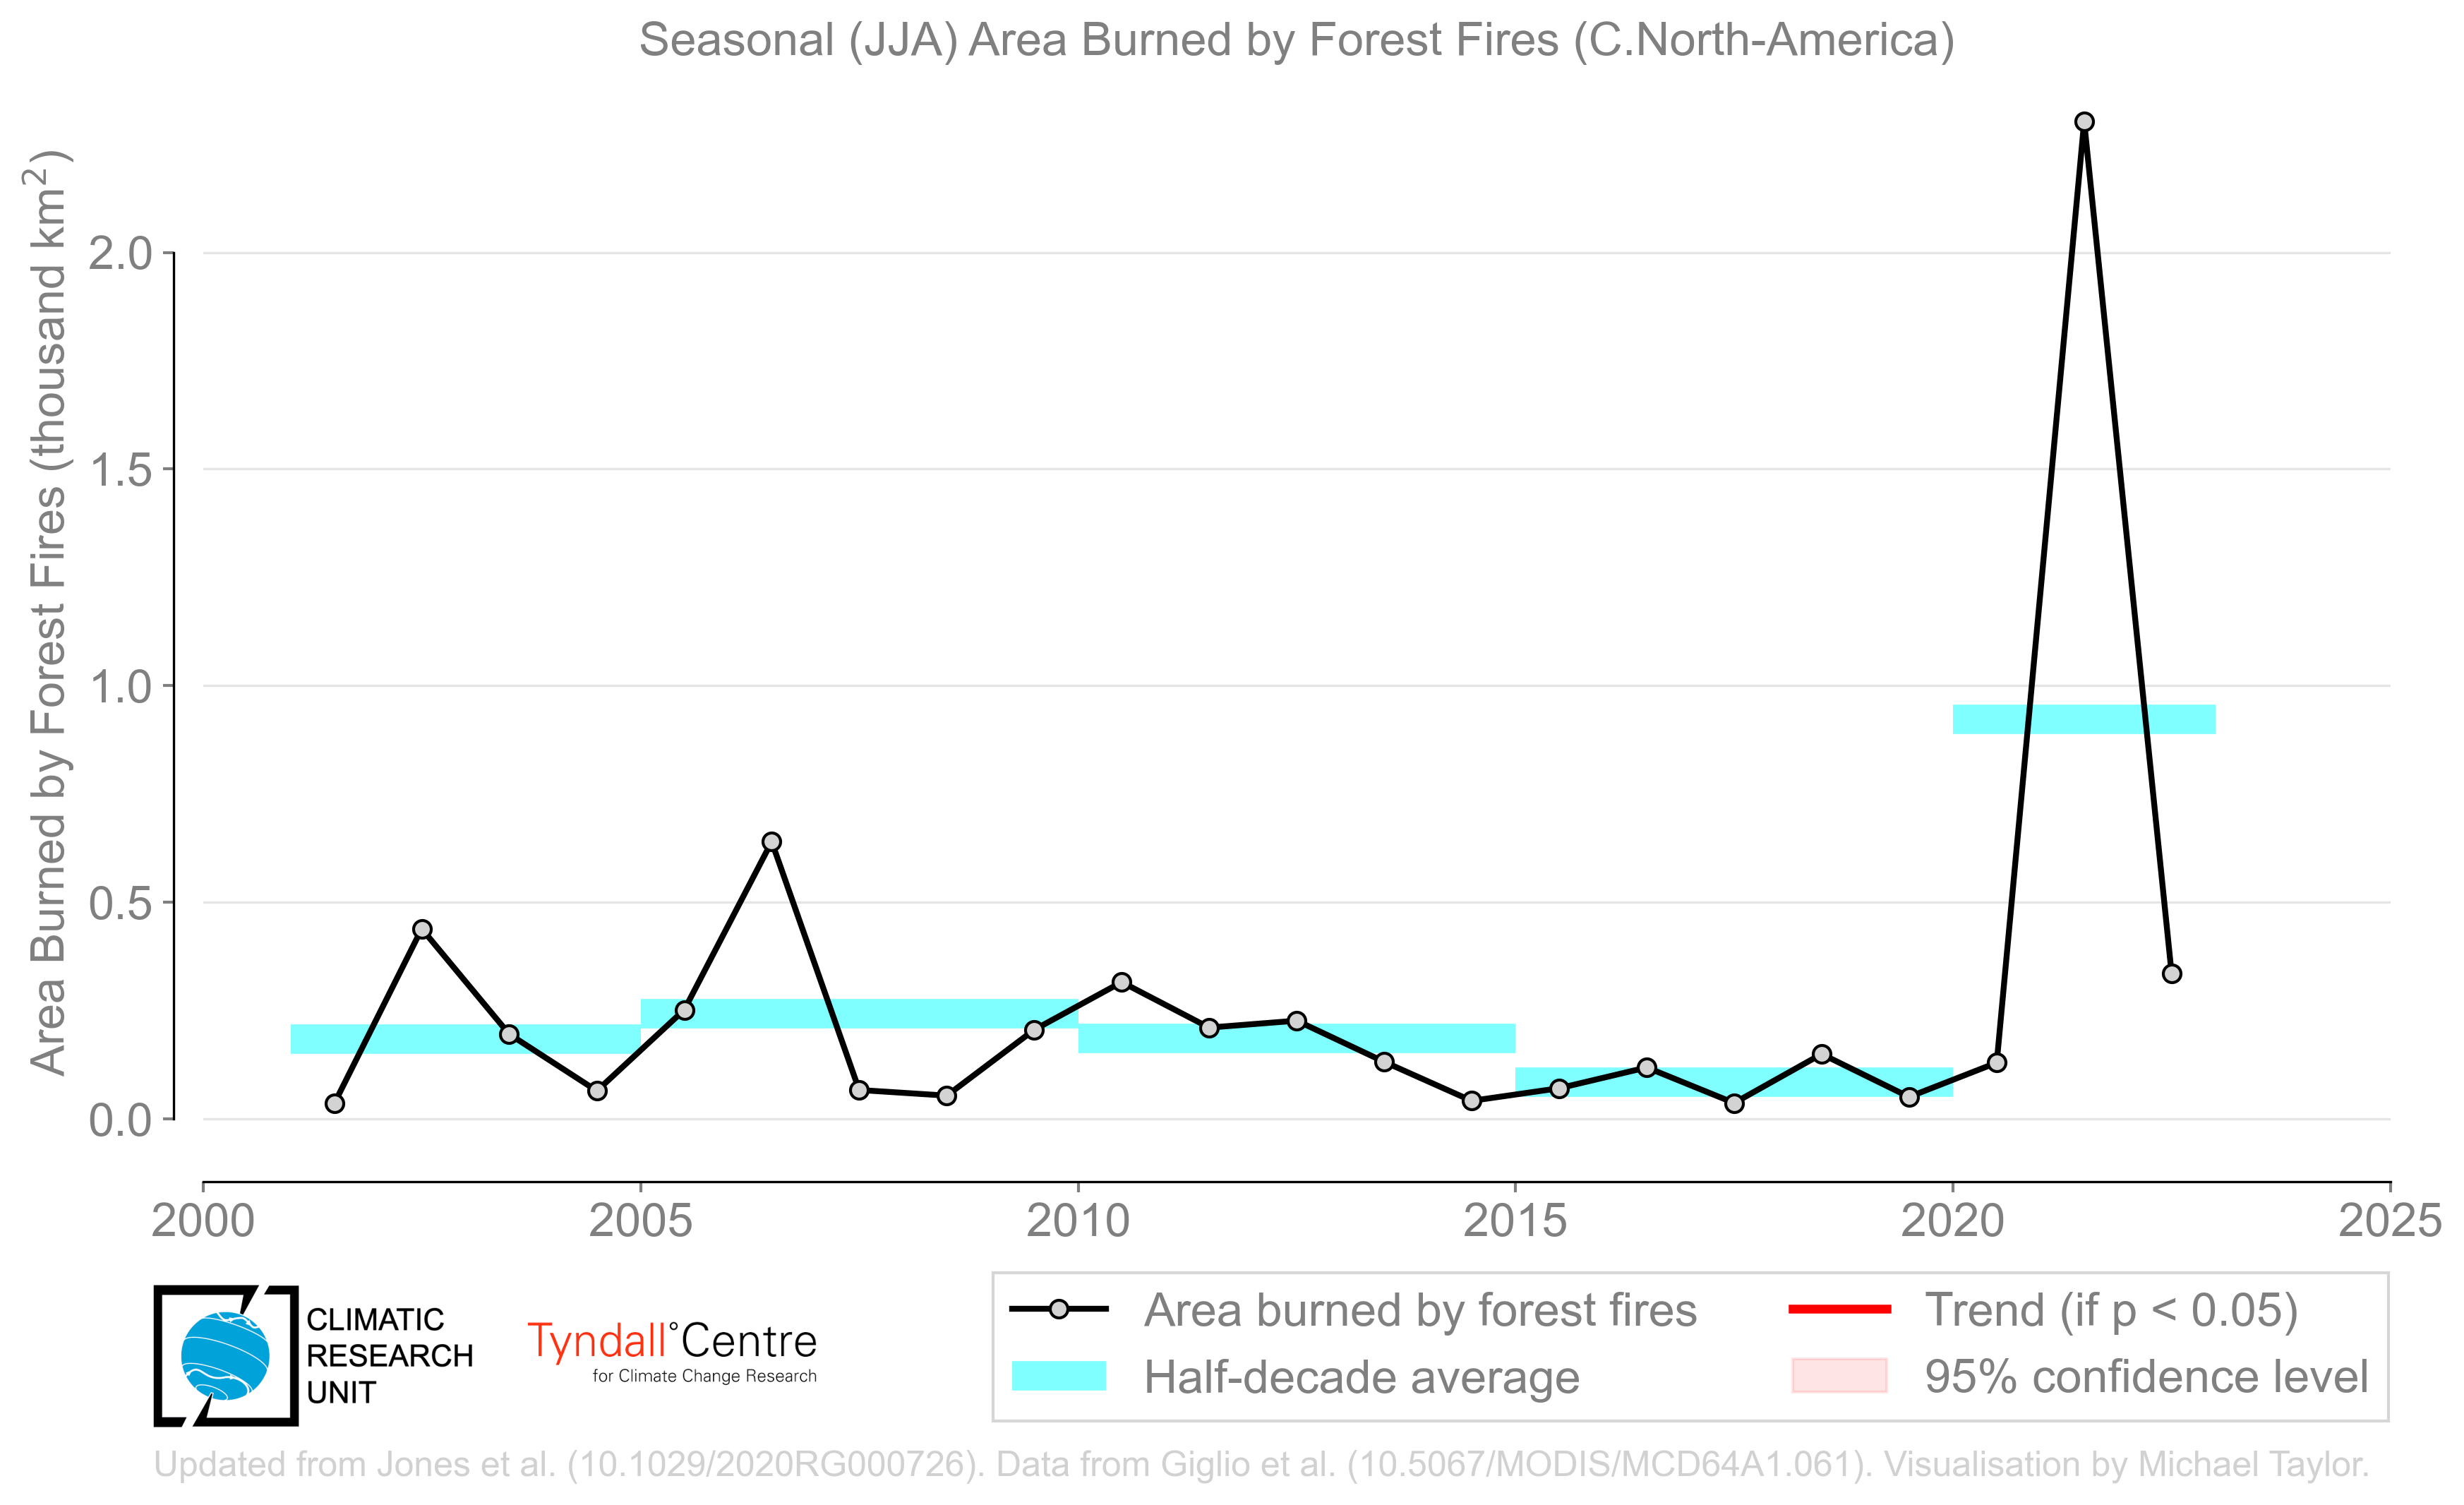 Seasonal (JJA) Area Burned by Forest Fires (C.North-America)
Area Burned by Forest Fires (thousand km²)
2.0
1.5
1.0
0.5
0.0
2000 2005 2010 2015 2020 2025
Area burned by forest fires
Half-decade average
Trend (if p < 0.05)
95% confidence level
CLIMATIC
RESEARCH
UNIT
Tyndall°Centre
for Climate Change Research
Updated from Jones et al. (10.1029/2020RG000726). Data from Giglio et al. (10.5067/MODIS/MCD64A1.061). Visualisation by Michael Taylor.